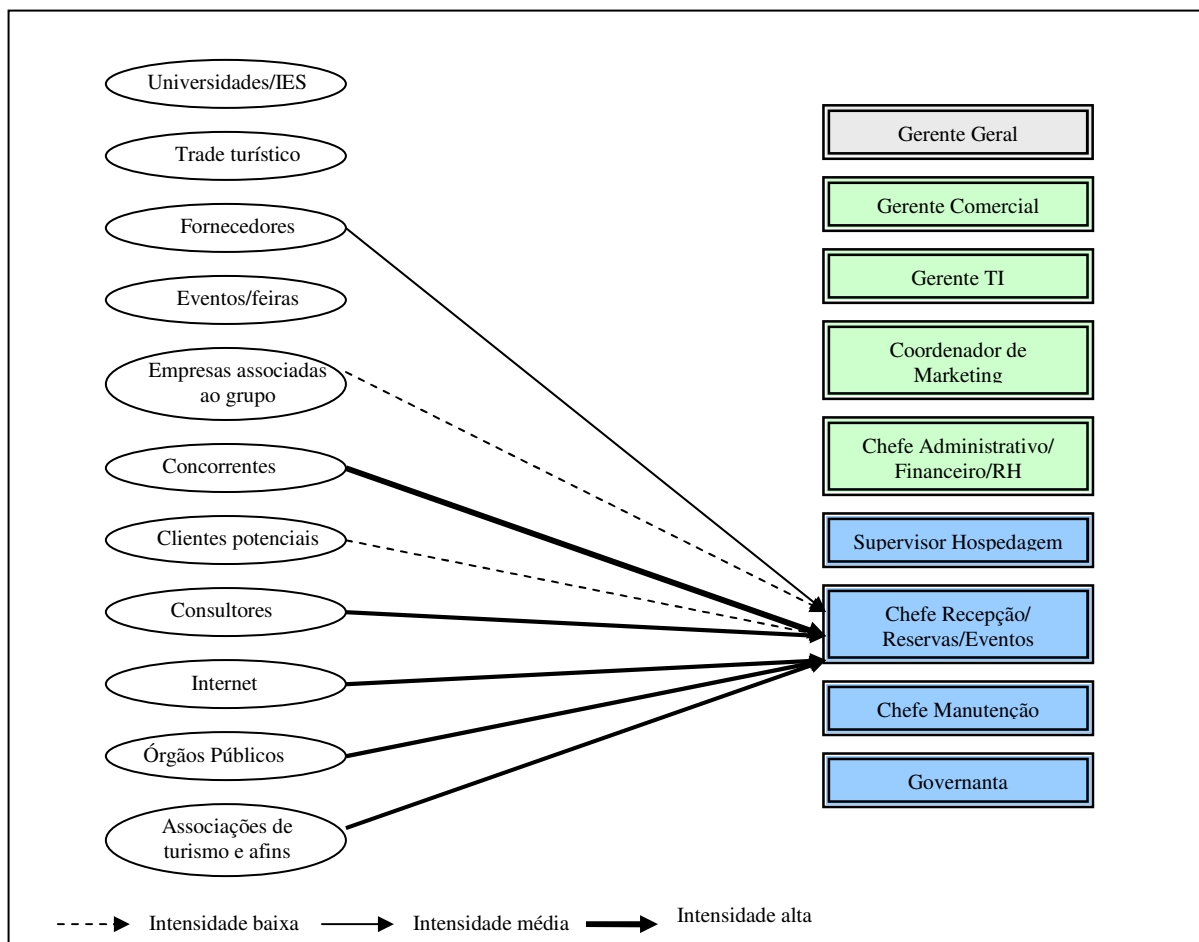 Universidades/IES
Trade turístico
Fornecedores
Eventos/feiras
Empresas associadas
ao grupo
Concorrentes
Clientes potenciais
Consultores
Internet
Órgãos Públicos
Associações de
turismo e afins
Gerente Geral
Gerente Comercial
Gerente TI
Coordenador de
Marketing
Chefe Administrativo/
Financeiro/RH
Supervisor Hospedagem
Chefe Recepção/
Reservas/Eventos
Chefe Manutenção
Governanta
Intensidade baixa
Intensidade média
Intensidade alta